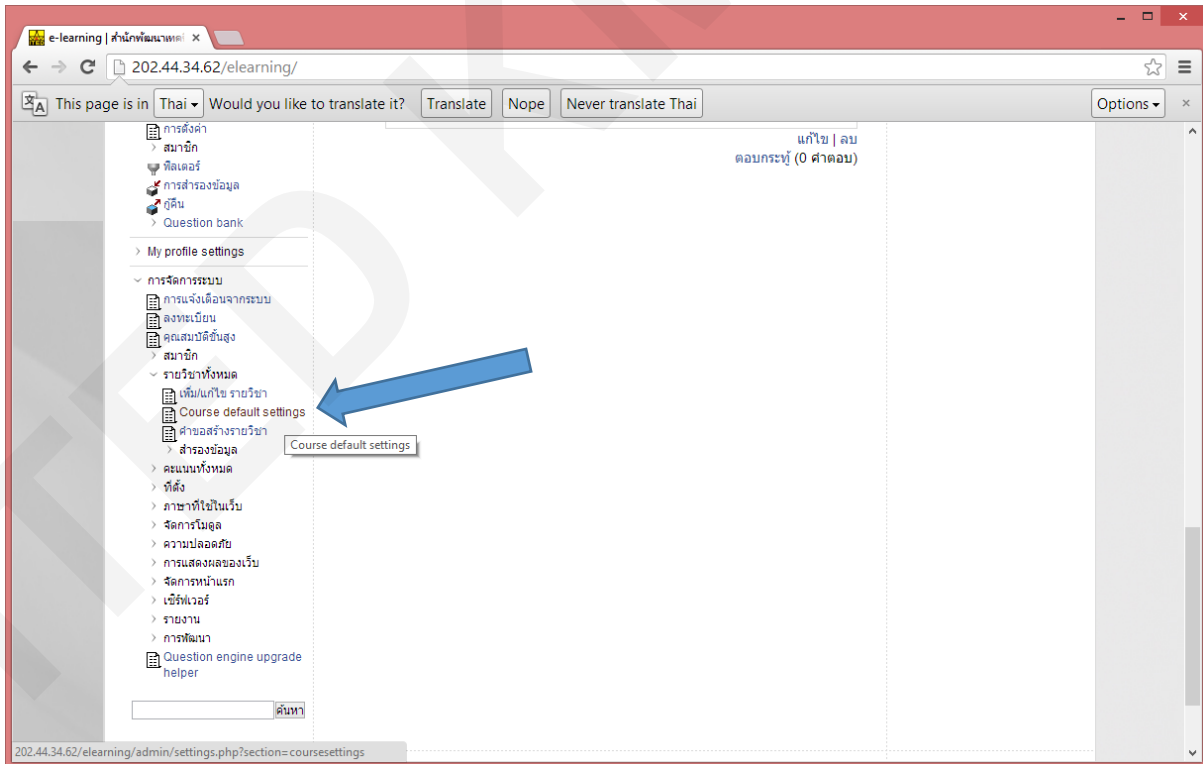 e-learning | สำนักพัฒนาเทคโ
202.44.34.62/elearning/
This page is in Thai Would you like to translate it? Translate Nope Never translate Thai Options
การตั้งค่า
สมาชิก
ฟิลเตอร์
การสำรองข้อมูล
กู้คืน
Question bank
แก้ไข | ลบ
ตอบกระทู้ (0 คำตอบ)
My profile settings
การจัดการระบบ
การแจ้งเตือนจากระบบ
ลงทะเบียน
คุณสมบัติขั้นสูง
สมาชิก
รายวิชาทั้งหมด
เพิ่ม/แก้ไข รายวิชา
Course default settings
คำขอสร้างรายวิชา
Course default settings
สำรองข้อมูล
คะแนนทั้งหมด
ที่ตั้ง
ภาษาที่ใช้ในเว็บ
จัดการโมดูล
ความปลอดภัย
การแสดงผลของเว็บ
จัดการหน้าแรก
เซิร์ฟเวอร์
รายงาน
การพัฒนา
Question engine upgrade
helper
ค้นหา
202.44.34.62/elearning/admin/settings.php?section=coursesettings